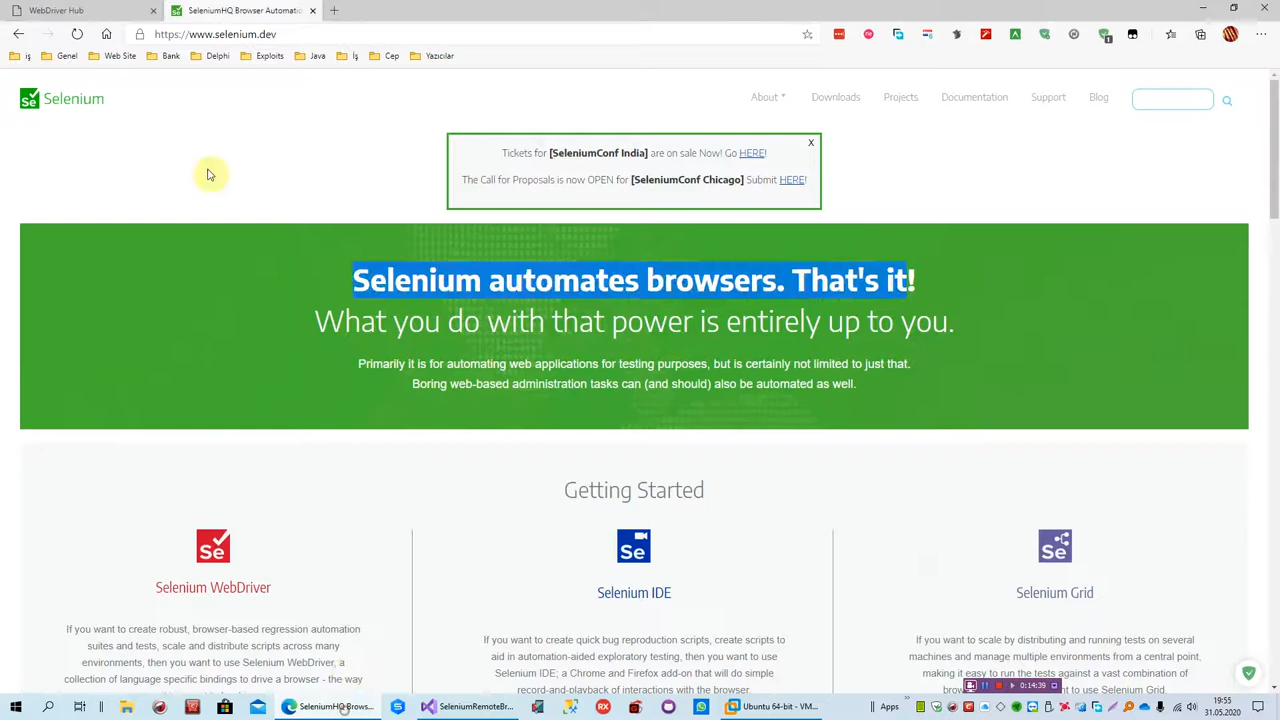 WebDriver Hub
SeleniumHQ Browser Automatio
https://www.selenium.dev
iş
Genel
Web Site
Bank
Delphi
Exploits
Java
İş
Cep
Yazılar
Selenium
About
Downloads
Projects
Documentation
Support
Blog
Tickets for [SeleniumConf India] are on sale Now! Go HERE!
X
The Call for Proposals is now OPEN for [SeleniumConf Chicago] Submit HERE!
Selenium automates browsers. That's it!
What you do with that power is entirely up to you.
Primarily it is for automating web applications for testing purposes, but is certainly not limited to just that.
Boring web-based administration tasks can (and should) also be automated as well.
Getting Started
Selenium WebDriver
If you want to create robust, browser-based regression automation
suites and tests, scale and distribute scripts across many
environments, then you want to use Selenium WebDriver, a
collection of language specific bindings to drive a browser - the way
Selenium IDE
If you want to create quick bug reproduction scripts, create scripts to
aid in automation-aided exploratory testing, then you want to use
Selenium IDE; a Chrome and Firefox add-on that will do simple
record-and-playback of interactions with the browser.
Selenium Grid
If you want to scale by distributing and running tests on several
machines and manage multiple environments from a central point,
making it easy to run the tests against a vast combination of
to use Selenium Grid.
0:14:39
SeleniumHQ Brows...
SeleniumRemoteBr...
Ubuntu 64-bit - VM...
Apps
19:55
31.05.2020